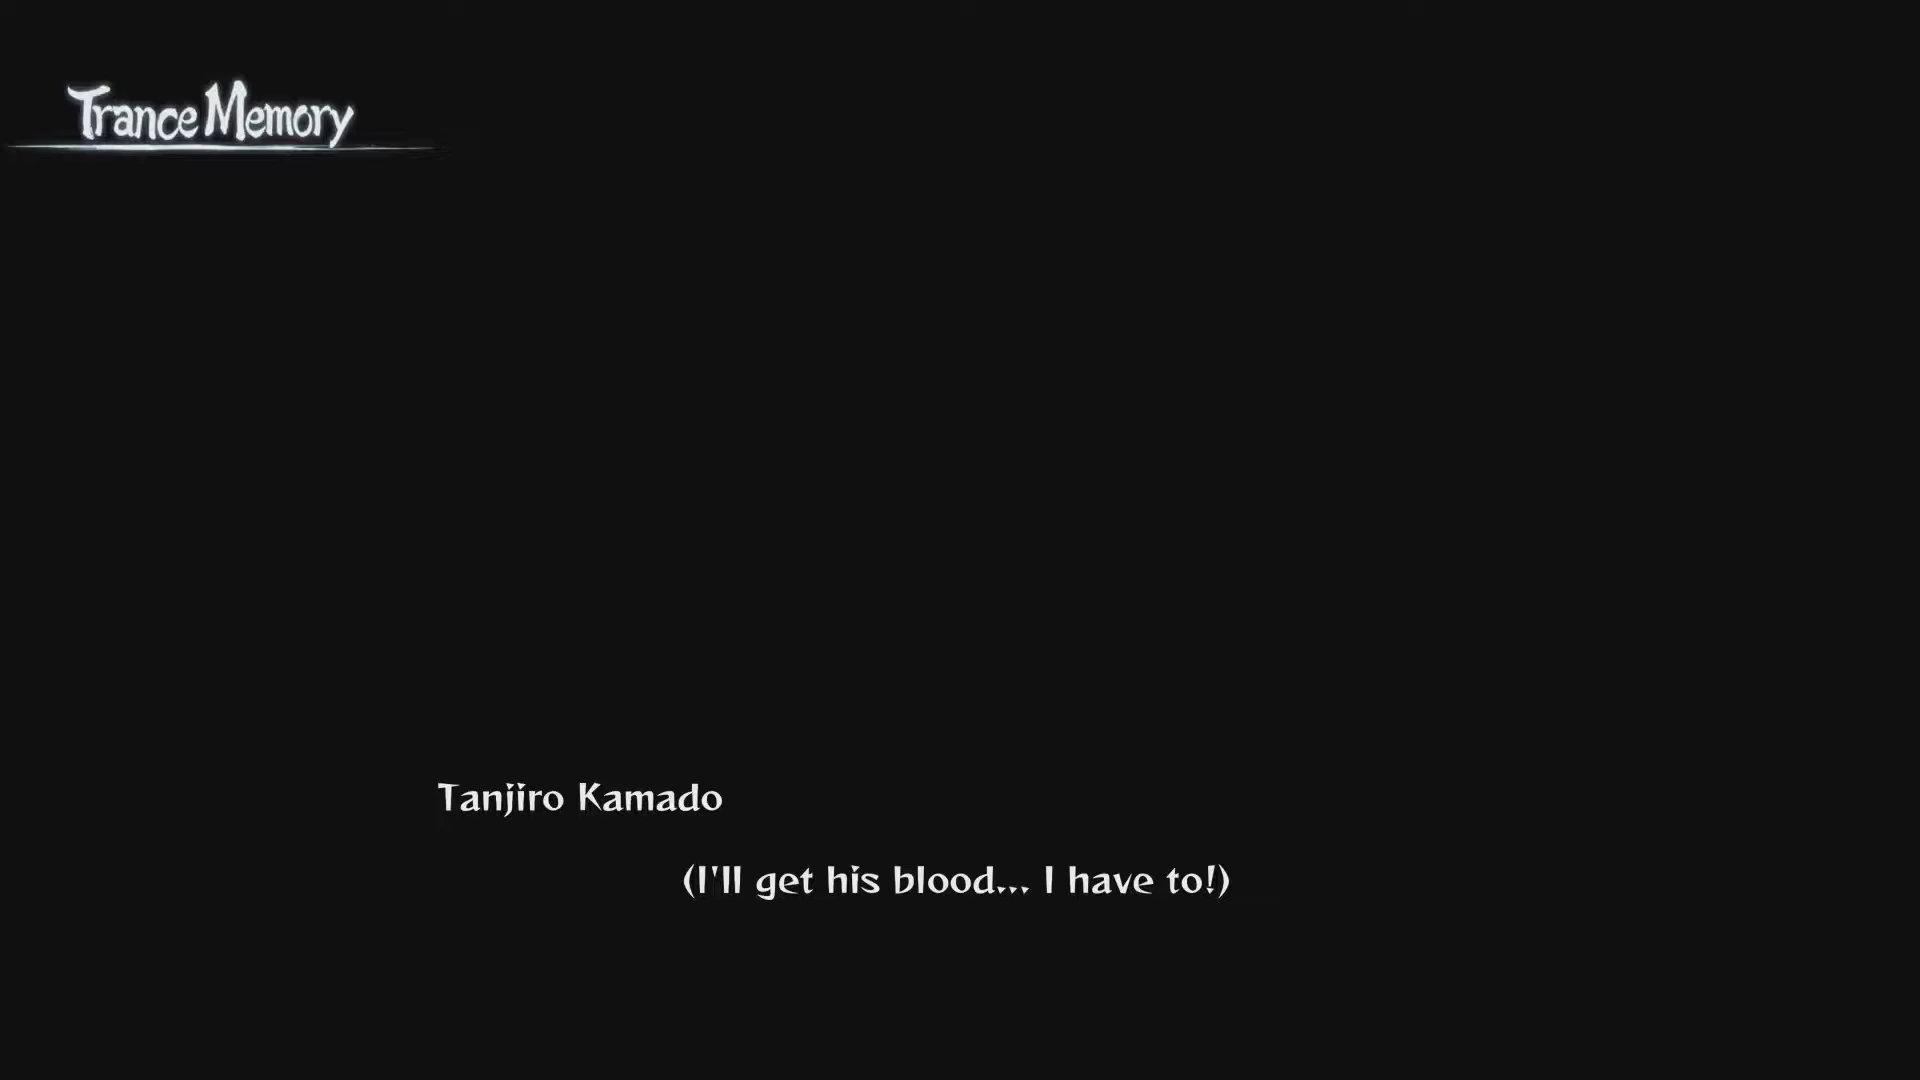 Trance Memory
Tanjiro Kamado
(I'll get his blood... I have to!)